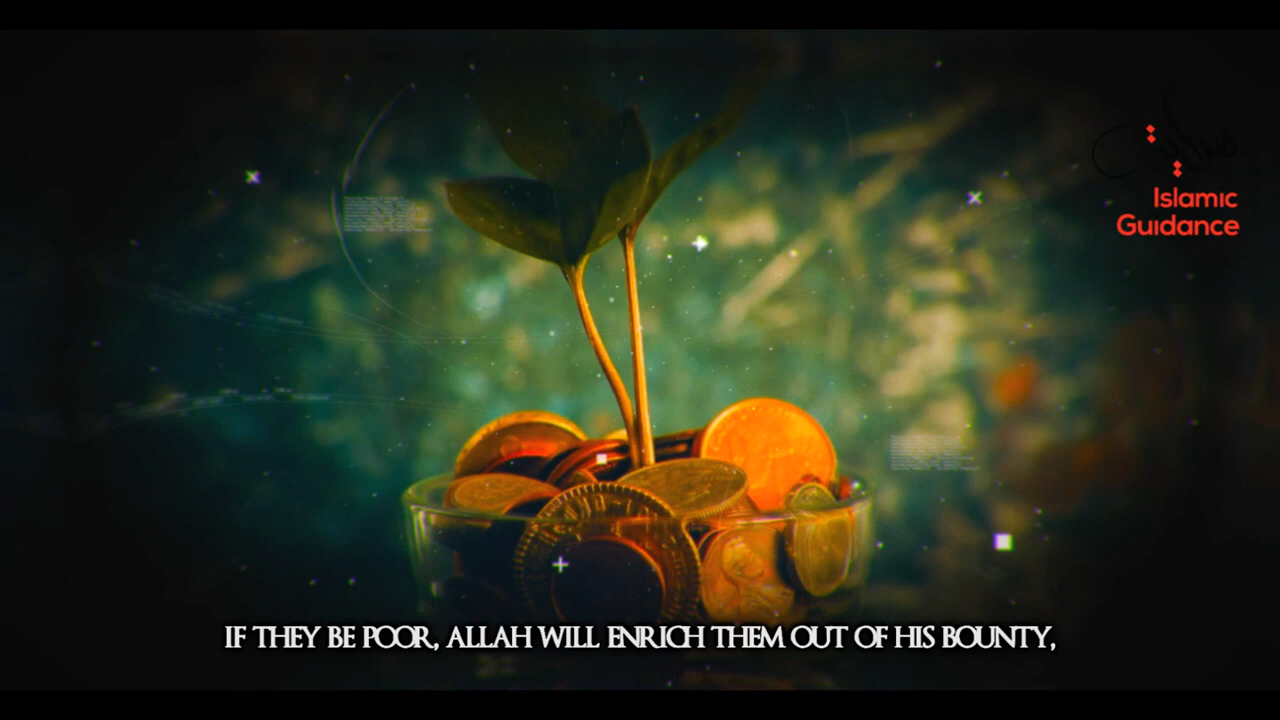 Islamic
Guidance
IF THEY BE POOR, ALLAH WILL ENRICH THEM OUT OF HIS BOUNTY,